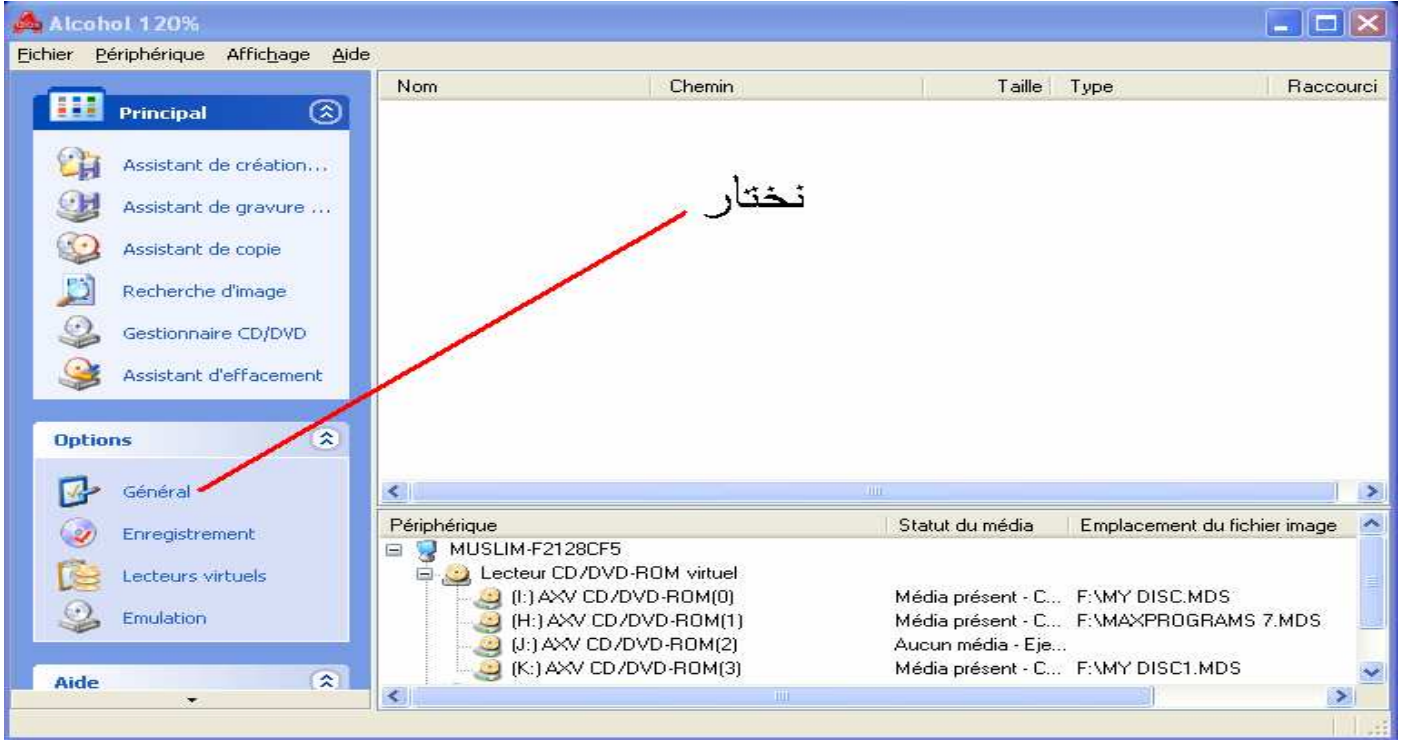 Alcohol 120%
Fichier Périphérique Affichage Aide
Principal
Assistant de création...
Assistant de gravure ...
Assistant de copie
Recherche d'image
Gestionnaire CD/DVD
Assistant d'effacement
Options
Général
Enregistrement
Lecteurs virtuels
Emulation
Aide
Nom Chemin Taille Type Raccourci
نختار
Périphérique Statut du média Emplacement du fichier image
MUSLIM-F2128CF5
Lecteur CD/DVD-ROM virtuel
(I:) AXV CD/DVD-ROM(0) Média présent - C... F:\MY DISC.MDS
(H:) AXV CD/DVD-ROM(1) Média présent - C... F:\MAXPROGRAMS 7.MDS
(J:) AXV CD/DVD-ROM(2) Aucun média - Eje...
(K:) AXV CD/DVD-ROM(3) Média présent - C... F:\MY DISC1.MDS